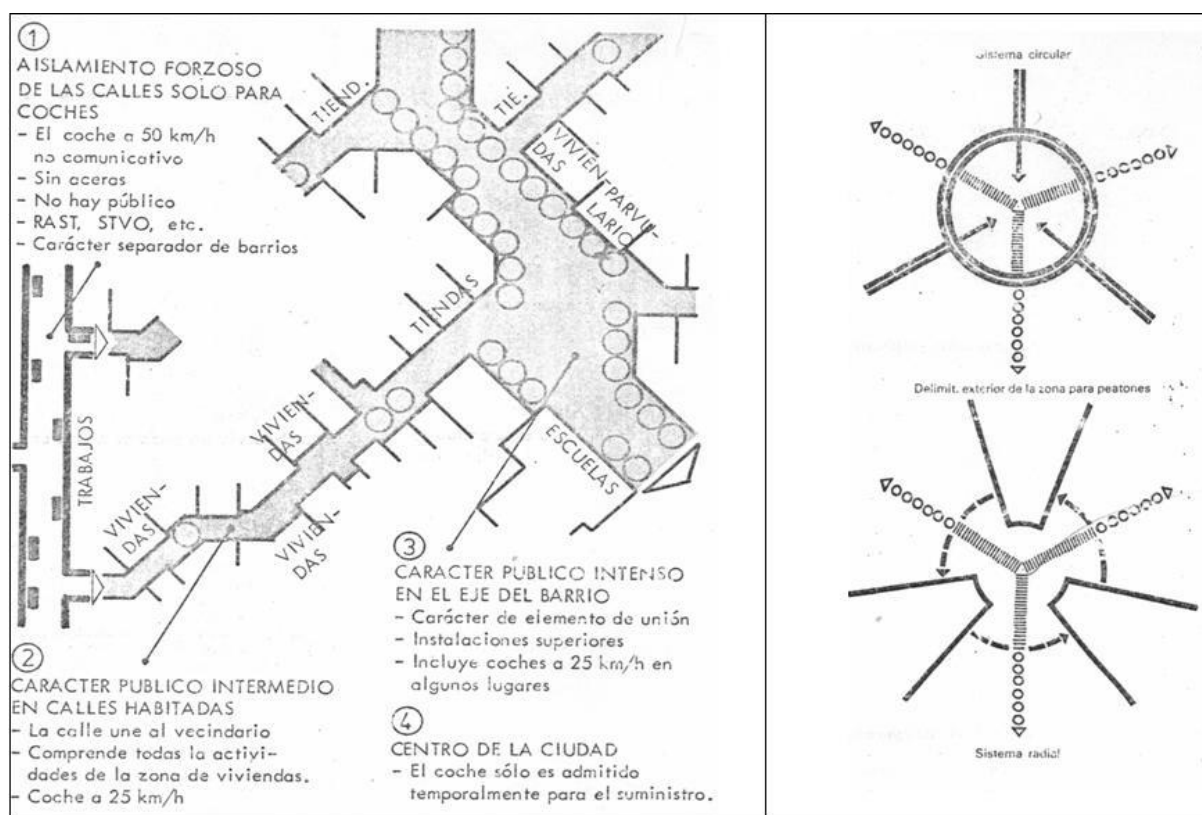 ①
AISLAMIENTO FORZOSO
DE LAS CALLES SOLO PARA
COCHES
- El coche a 50 km/h
no comunicativo
- Sin aceras
- No hay público
- RAST, STVO, etc.
- Carácter separador de barrios
TIEND.
TIE.
VIVIEN-
DAS
PARVU-
LARIO
TIENDAS
VIVIEN-
DAS
ESCUELAS
TRABAJOS
VIVIEN-
DAS
VIVIEN-
DAS
②
CARACTER PUBLICO INTERMEDIO
EN CALLES HABITADAS
- La calle une al vecindario
- Comprende todas la activi-
dades de la zona de viviendas.
- Coche a 25 km/h
③
CARACTER PUBLICO INTENSO
EN EL EJE DEL BARRIO
- Carácter de elemento de unión
- Instalaciones superiores
- Incluye coches a 25 km/h en
algunos lugares
④
CENTRO DE LA CIUDAD
- El coche sólo es admitido
temporalmente para el suministro.
Sistema circular
Delimit. exterior de la zona para peatones
Sistema radial